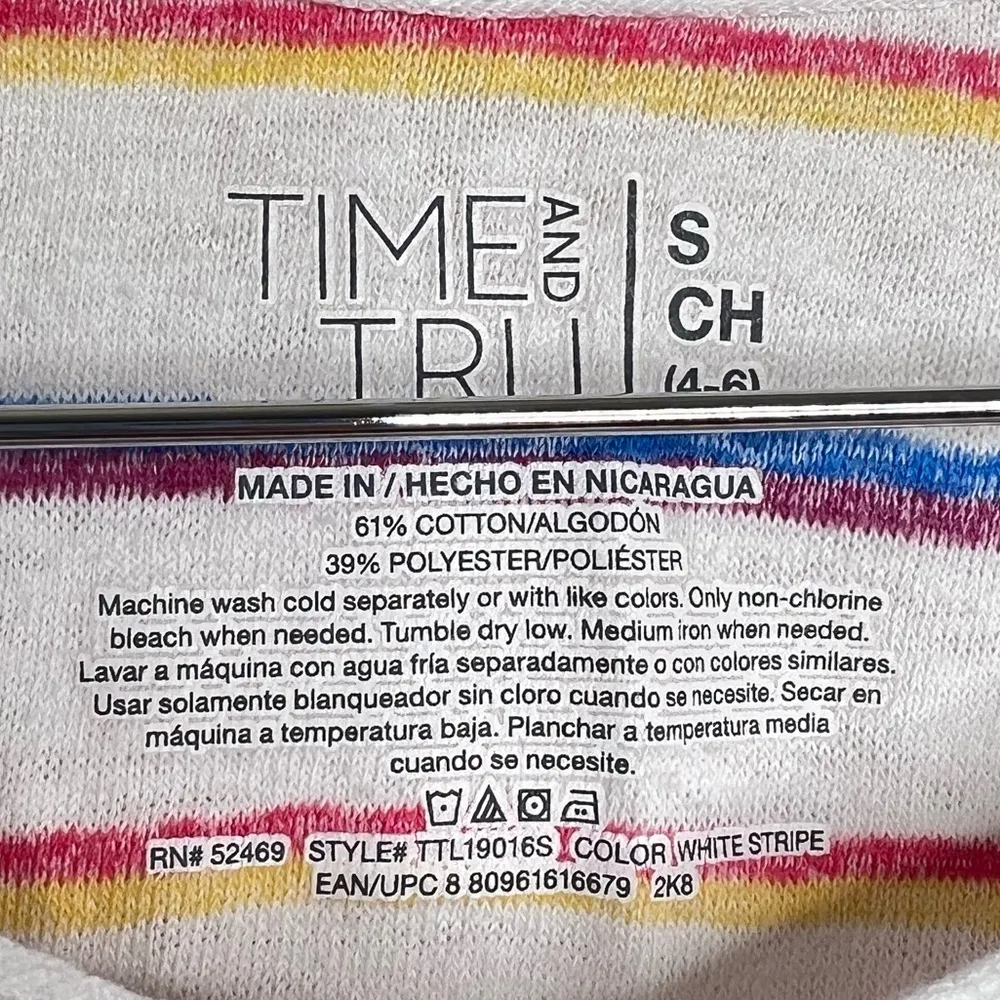 TIME AND
TRU
S
CH
(4-6)
MADE IN / HECHO EN NICARAGUA
61% COTTON/ALGODÓN
39% POLYESTER/POLIÉSTER
Machine wash cold separately or with like colors. Only non-chlorine
bleach when needed. Tumble dry low. Medium iron when needed.
Lavar a máquina con agua fría separadamente o con colores similares.
Usar solamente blanqueador sin cloro cuando se necesite. Secar en
máquina a temperatura baja. Planchar a temperatura media
cuando se necesite.
RN# 52469 STYLE# TTL19016S COLOR WHITE STRIPE
EAN/UPC 8 80961616679 2K8